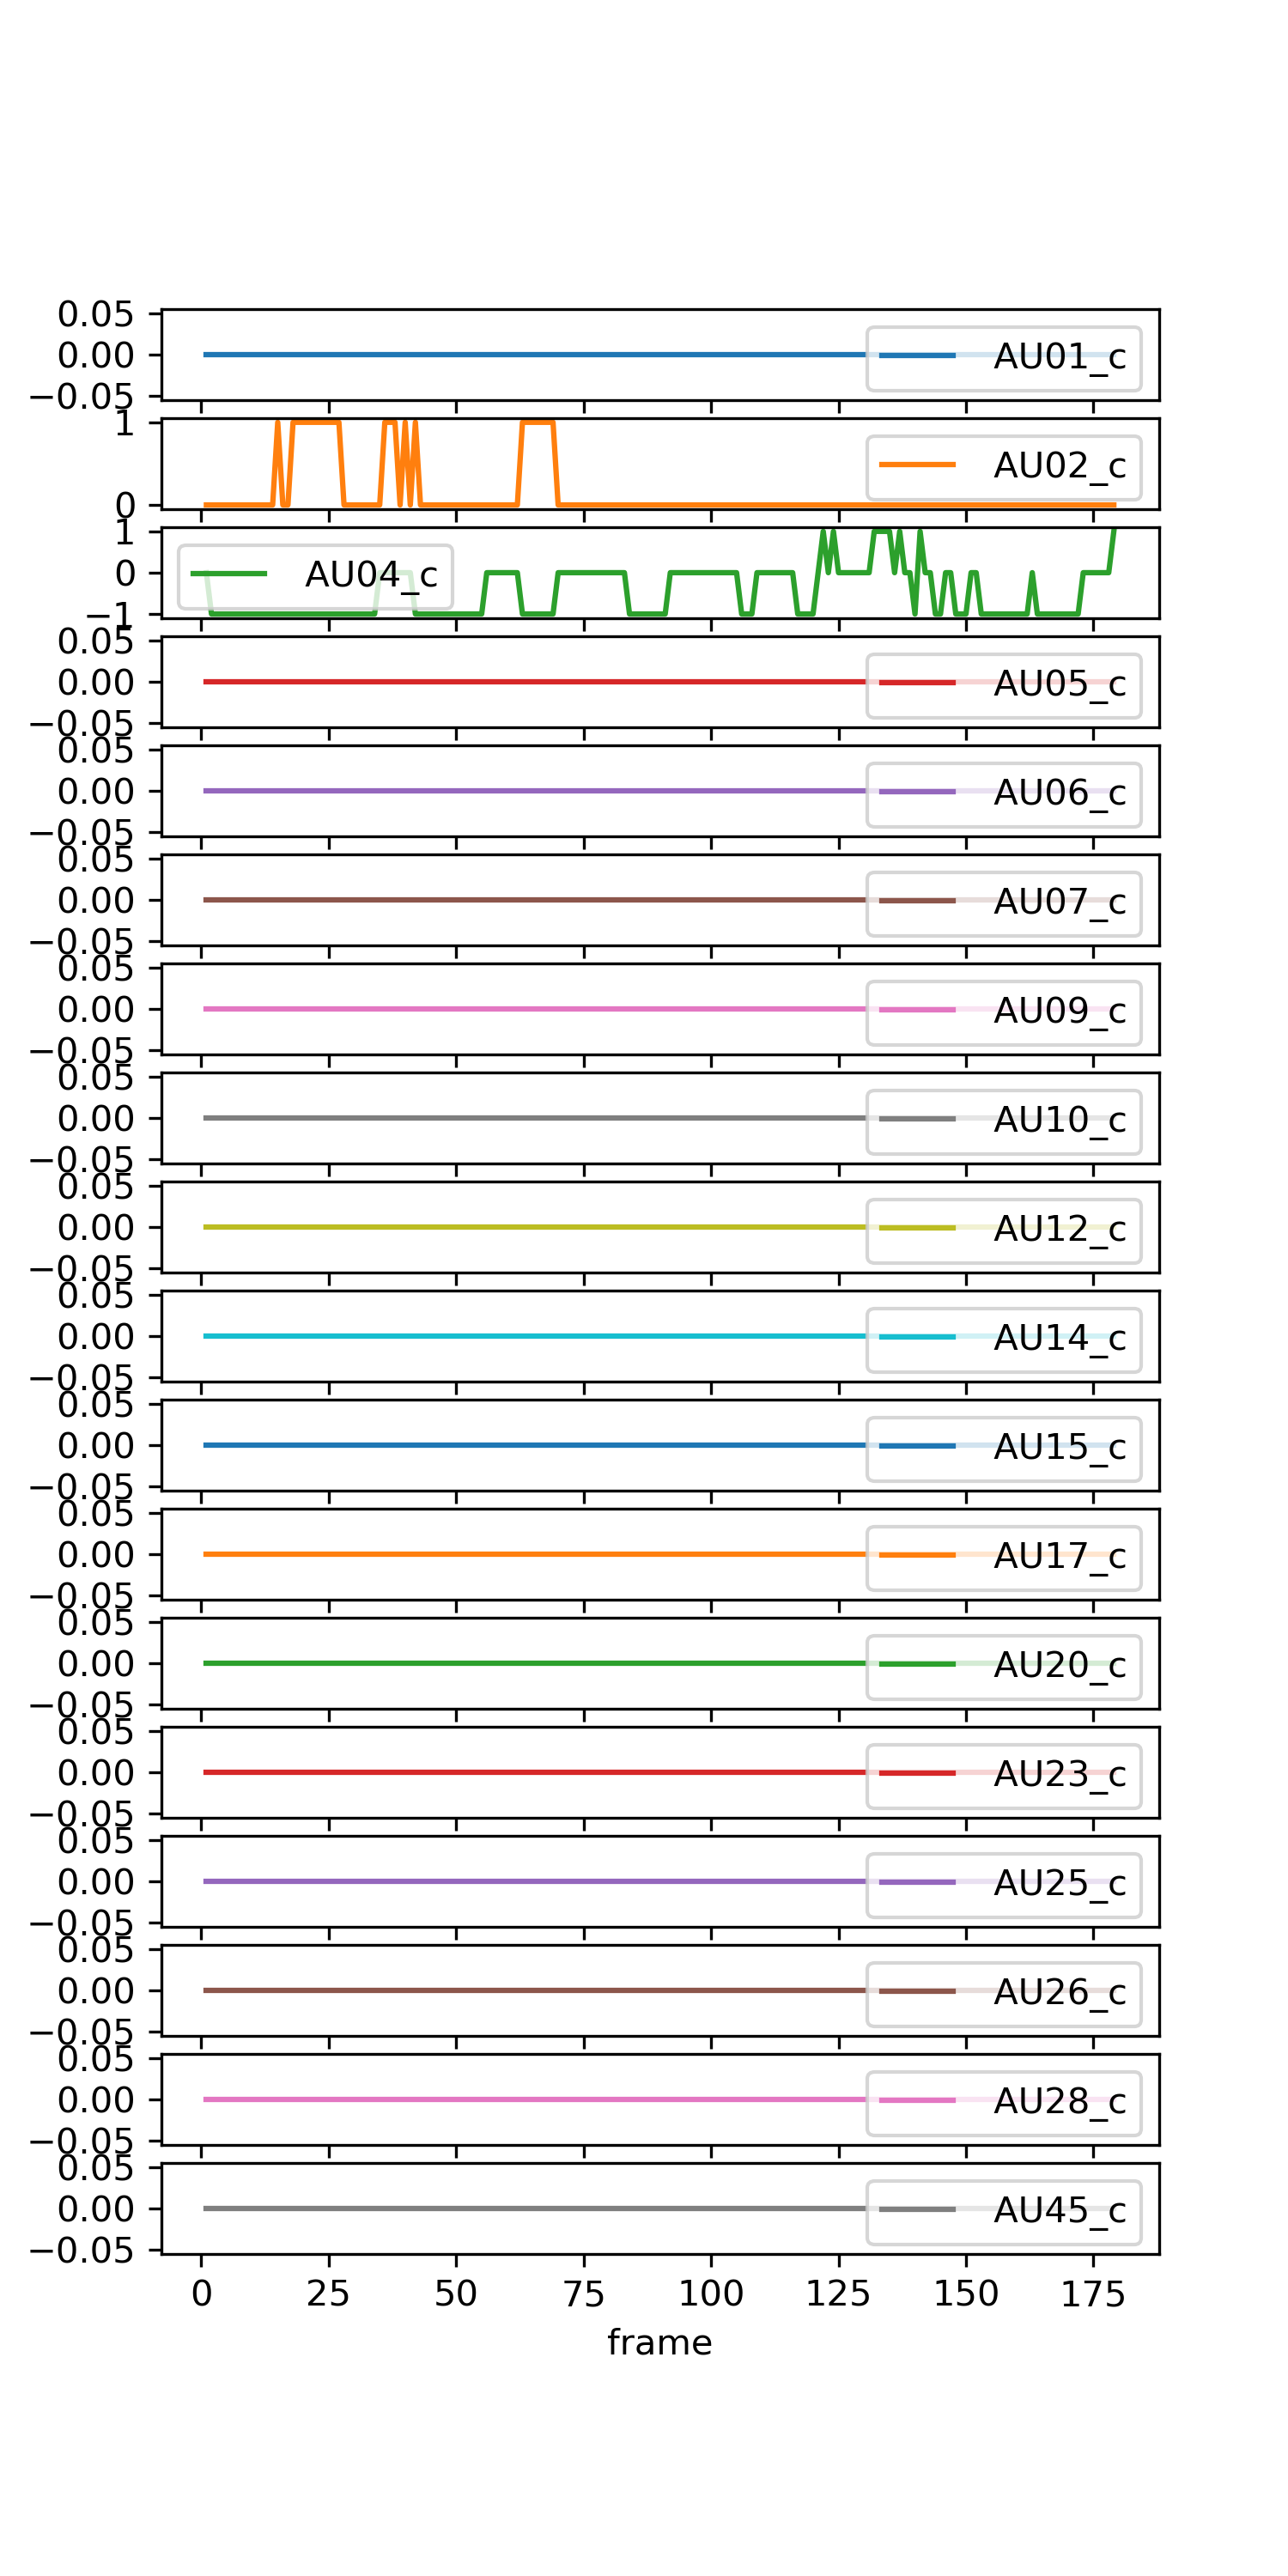 0.05
0.00 AU01_c
−0.05
1
AU02_c
0
1
0 AU04_c
−1
0.05
0.00 AU05_c
−0.05
0.05
0.00 AU06_c
−0.05
0.05
0.00 AU07_c
−0.05
0.05
0.00 AU09_c
−0.05
0.05
0.00 AU10_c
−0.05
0.05
0.00 AU12_c
−0.05
0.05
0.00 AU14_c
−0.05
0.05
0.00 AU15_c
−0.05
0.05
0.00 AU17_c
−0.05
0.05
0.00 AU20_c
−0.05
0.05
0.00 AU23_c
−0.05
0.05
0.00 AU25_c
−0.05
0.05
0.00 AU26_c
−0.05
0.05
0.00 AU28_c
−0.05
0.05
0.00 AU45_c
−0.05
0 25 50 75 100 125 150 175
frame